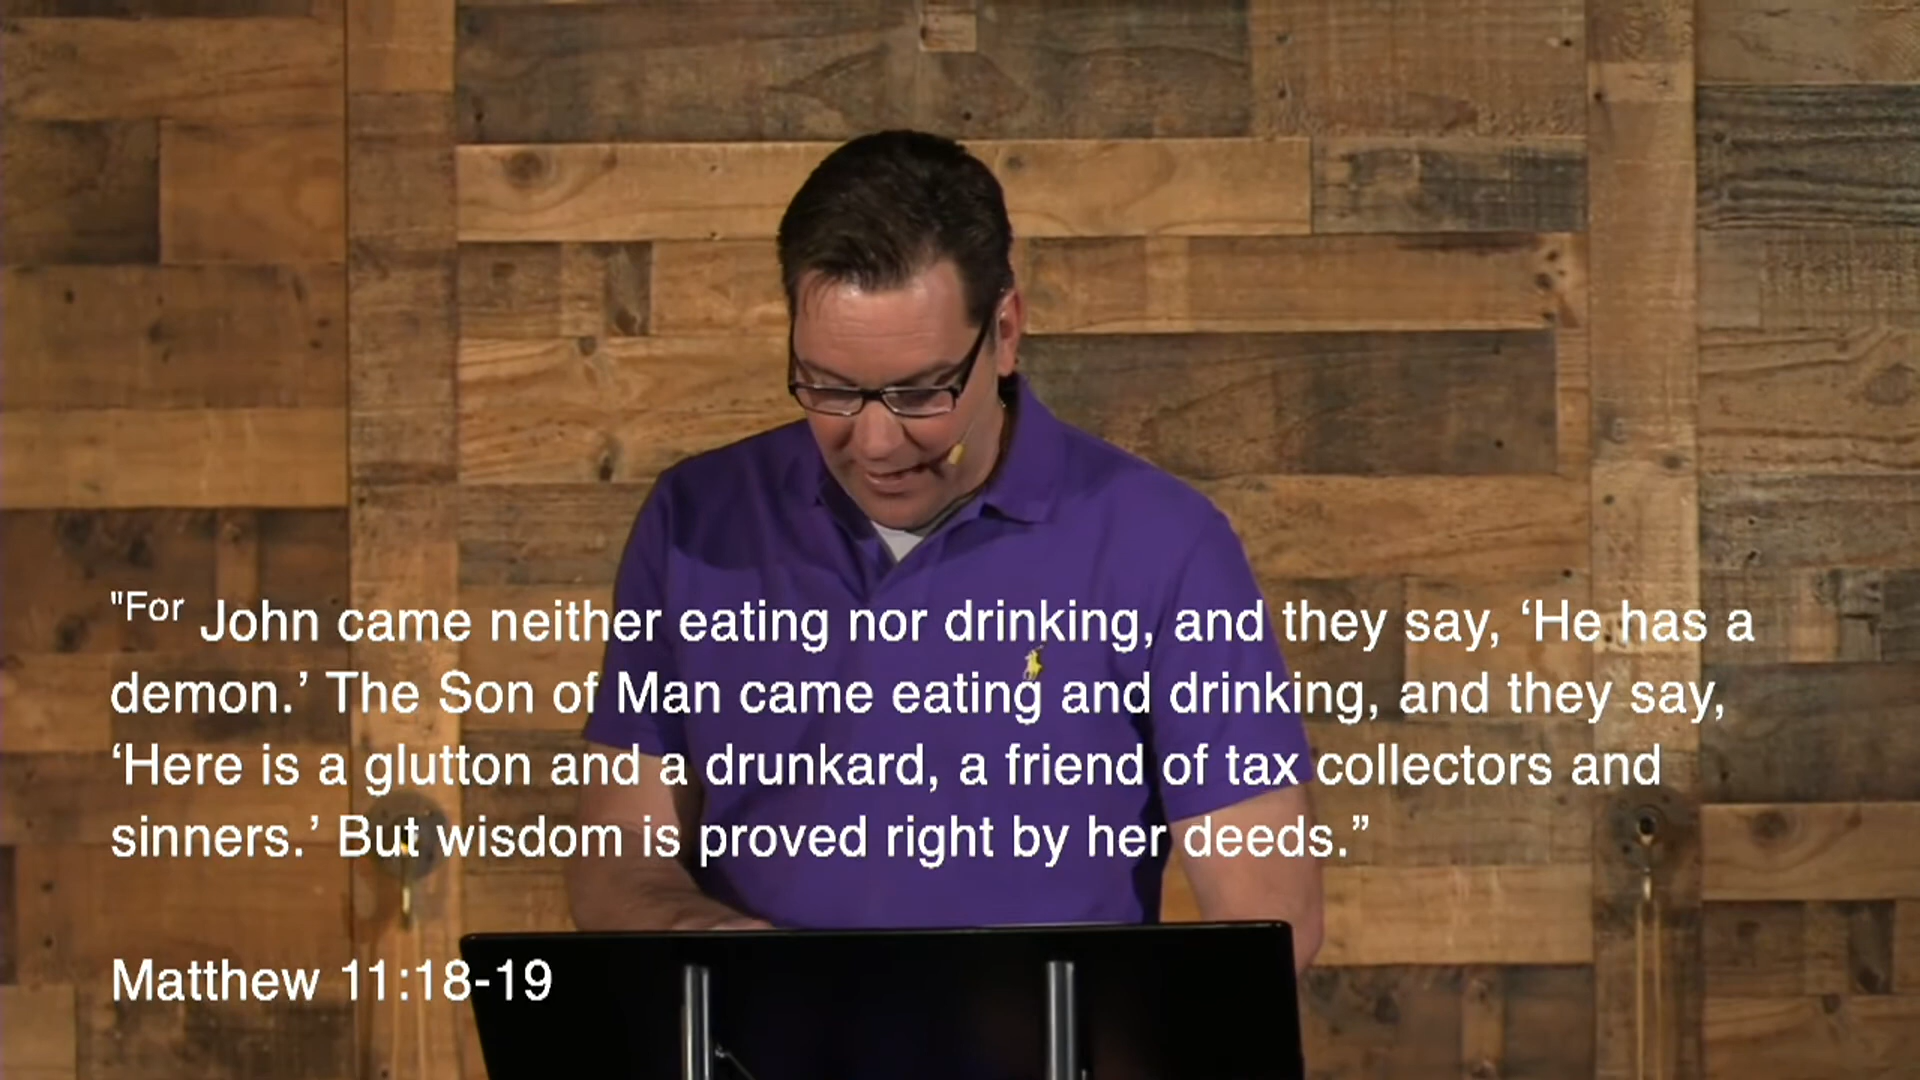 "For John came neither eating nor drinking, and they say, ‘He has a
demon.’ The Son of Man came eating and drinking, and they say,
‘Here is a glutton and a drunkard, a friend of tax collectors and
sinners.’ But wisdom is proved right by her deeds.”
Matthew 11:18-19